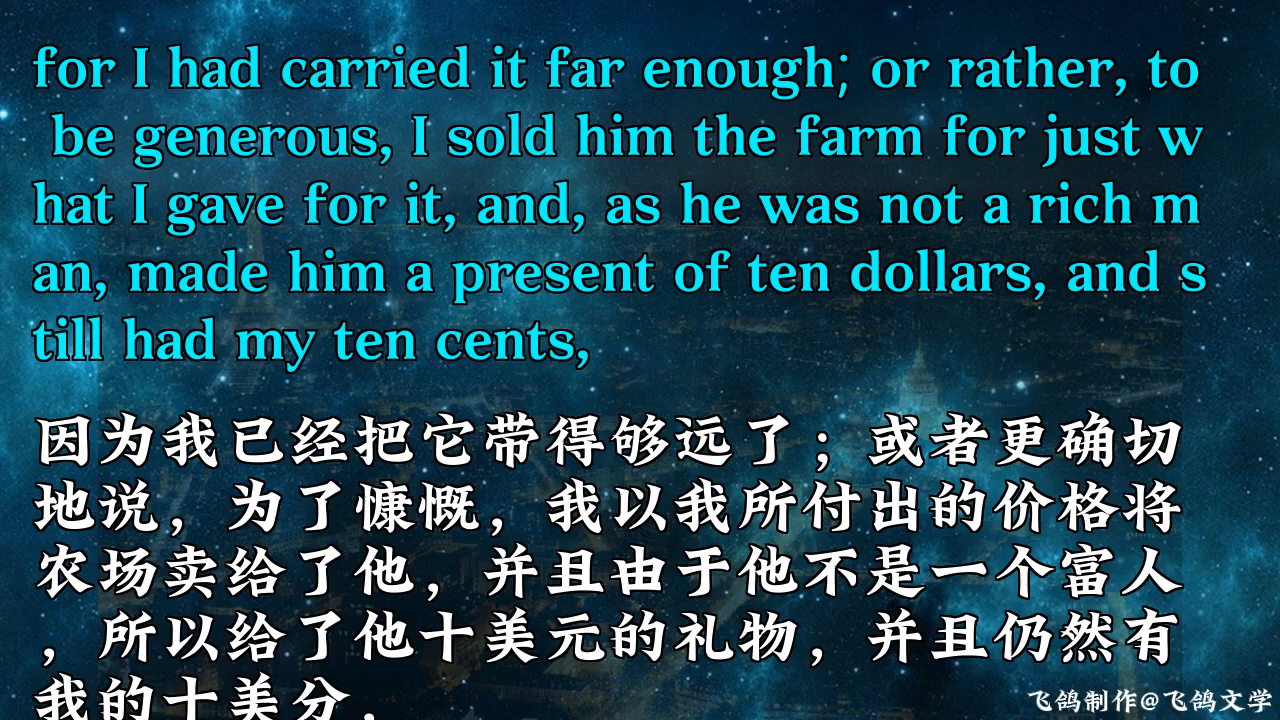 for I had carried it far enough; or rather, to
be generous, I sold him the farm for just w
hat I gave for it, and, as he was not a rich m
an, made him a present of ten dollars, and s
till had my ten cents,
因为我已经把它带得够远了；或者更确切
地说，为了慷慨，我以我所付出的价格将
农场卖给了他，并且由于他不是一个富人
，所以给了他十美元的礼物，并且仍然有
我的十美分，
飞鸽制作@飞鸽文学